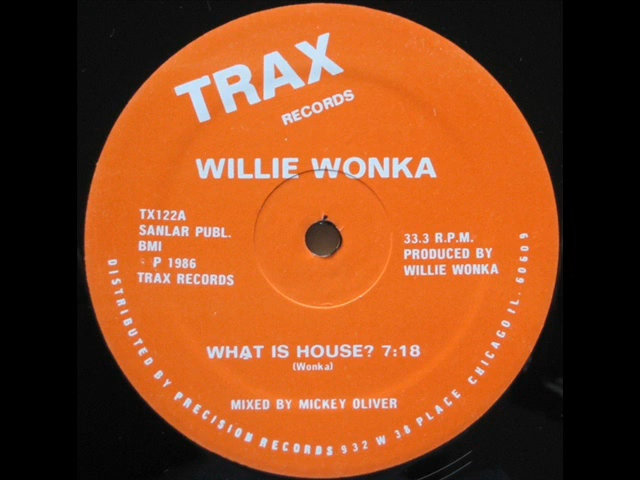 TRAX
RECORDS
WILLIE WONKA
TX122A
SANLAR PUBL.
BMI
P 1986
TRAX RECORDS
33.3 R.P.M.
PRODUCED BY
WILLIE WONKA
WHAT IS HOUSE? 7:18
(Wonka)
MIXED BY MICKEY OLIVER
DISTRIBUTED BY PRECISION RECORDS 932 W 38 PLACE CHICAGO IL. 60609